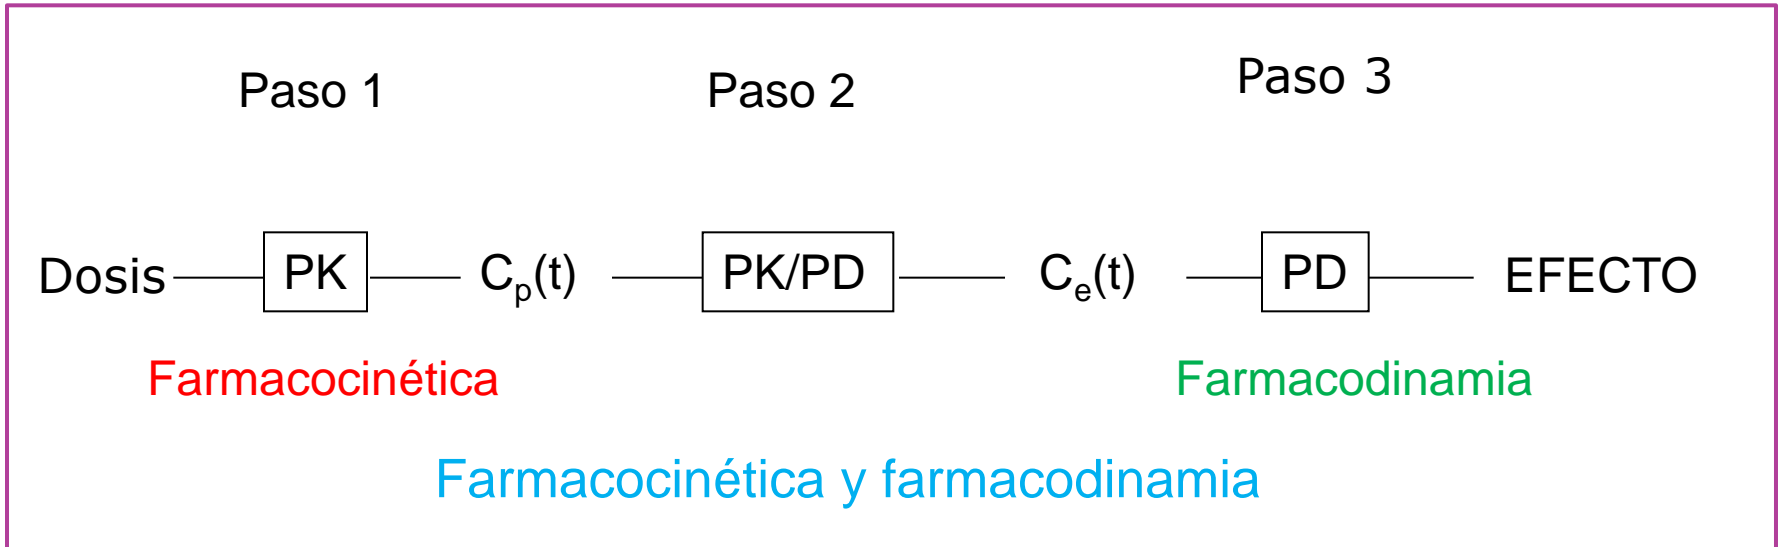 Paso 1 Paso 2 Paso 3
Dosis PK Cp(t) PK/PD Ce(t) PD EFECTO
Farmacocinética Farmacodinamia
Farmacocinética y farmacodinamia